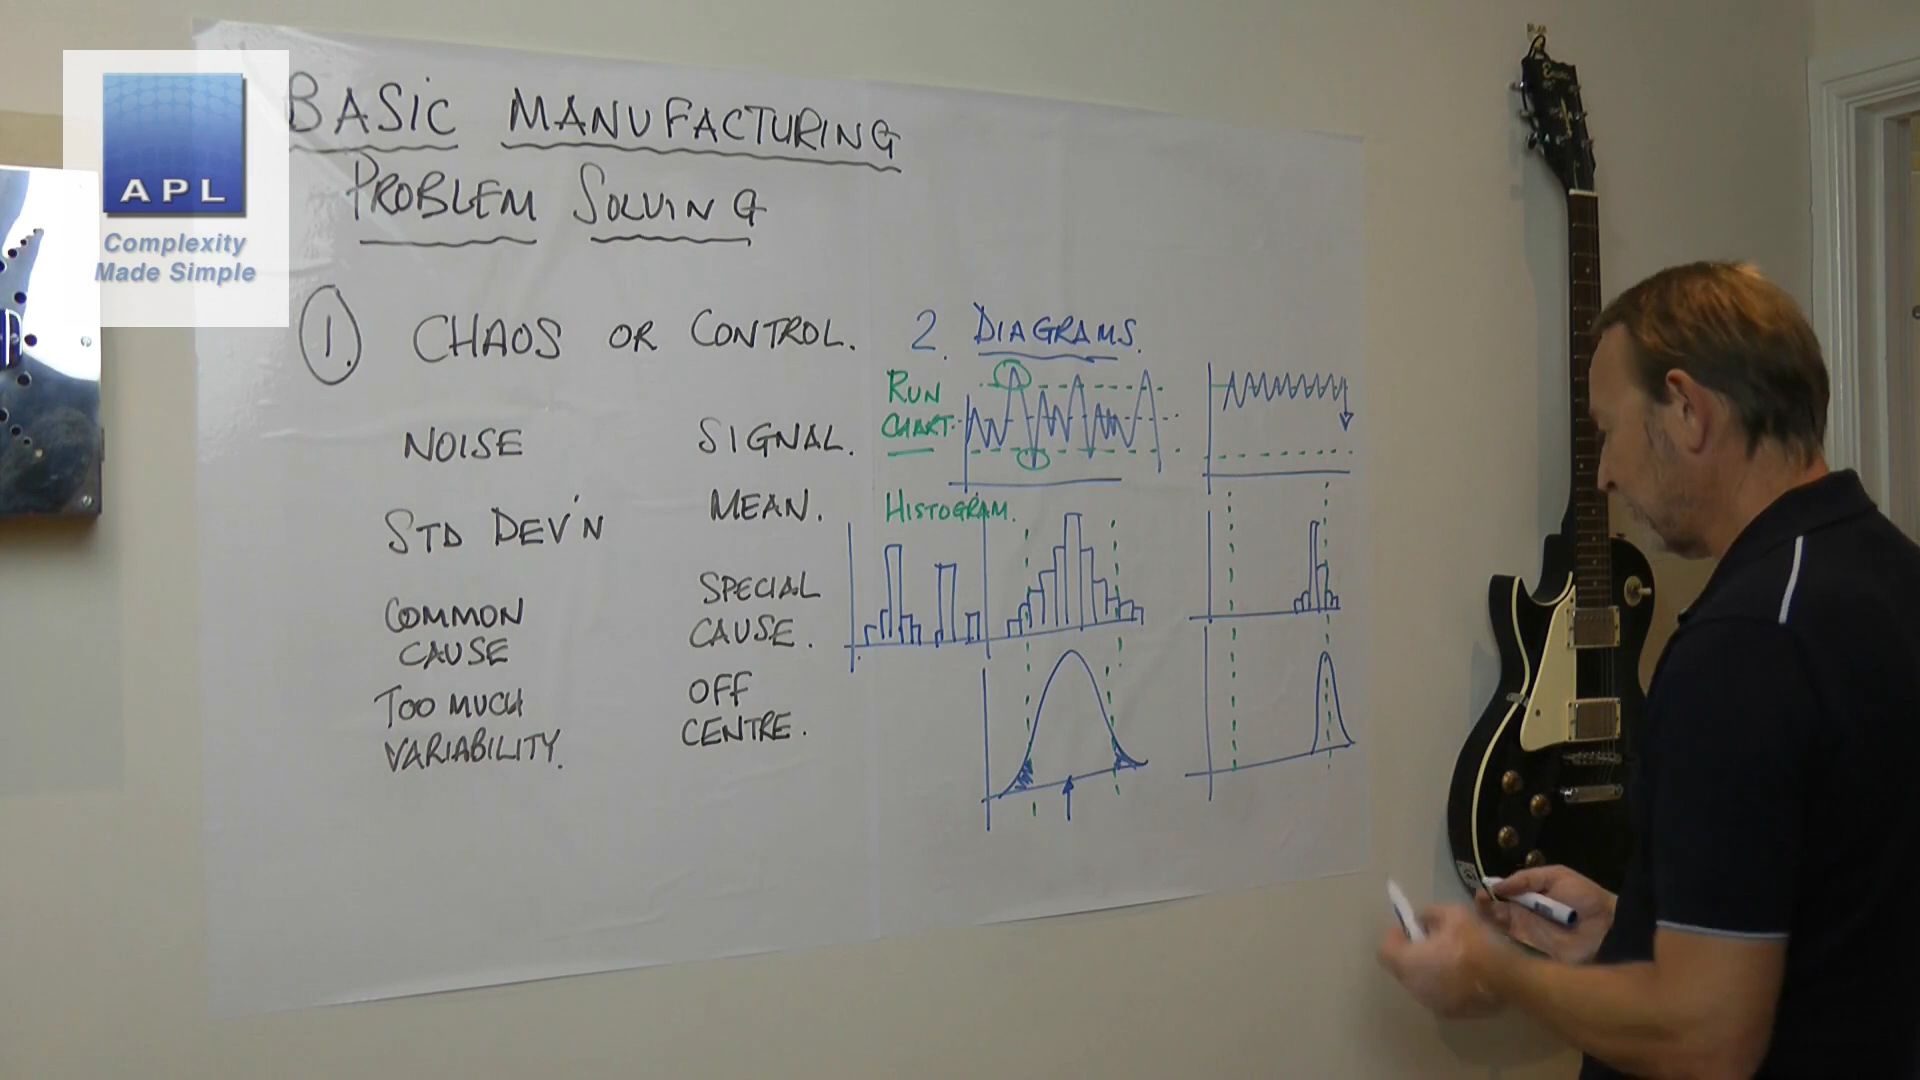 APL
Complexity
Made Simple
BASIC MANUFACTURING
PROBLEM SOLVING
1. CHAOS OR CONTROL.
NOISE SIGNAL.
STD DEV'N MEAN.
COMMON
CAUSE
SPECIAL
CAUSE.
TOO MUCH
VARIABILITY.
OFF
CENTRE.
2. DIAGRAMS.
RUN
CHART.
HISTOGRAM.